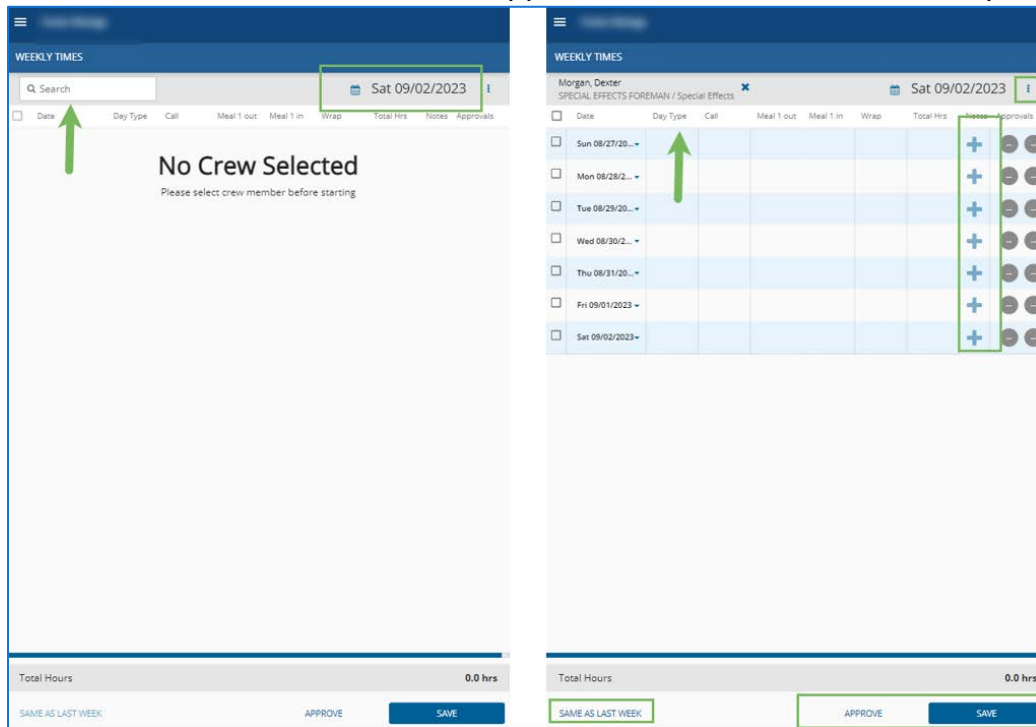 WEEKLY TIMES
Search
Sat 09/02/2023
Date Day Type Call Meal 1 out Meal 1 in Wrap Total Hrs Notes Approvals
No Crew Selected
Please select crew member before starting
Total Hours 0.0 hrs
SAME AS LAST WEEK APPROVE SAVE
WEEKLY TIMES
Morgan, Dexter
SPECIAL EFFECTS FOREMAN / Special Effects
Sat 09/02/2023
Date Day Type Call Meal 1 out Meal 1 in Wrap Total Hrs Notes Approvals
Sun 08/27/20...
Mon 08/28/2...
Tue 08/29/20...
Wed 08/30/2...
Thu 08/31/20...
Fri 09/01/2023
Sat 09/02/2023
Total Hours 0.0 hrs
SAME AS LAST WEEK APPROVE SAVE